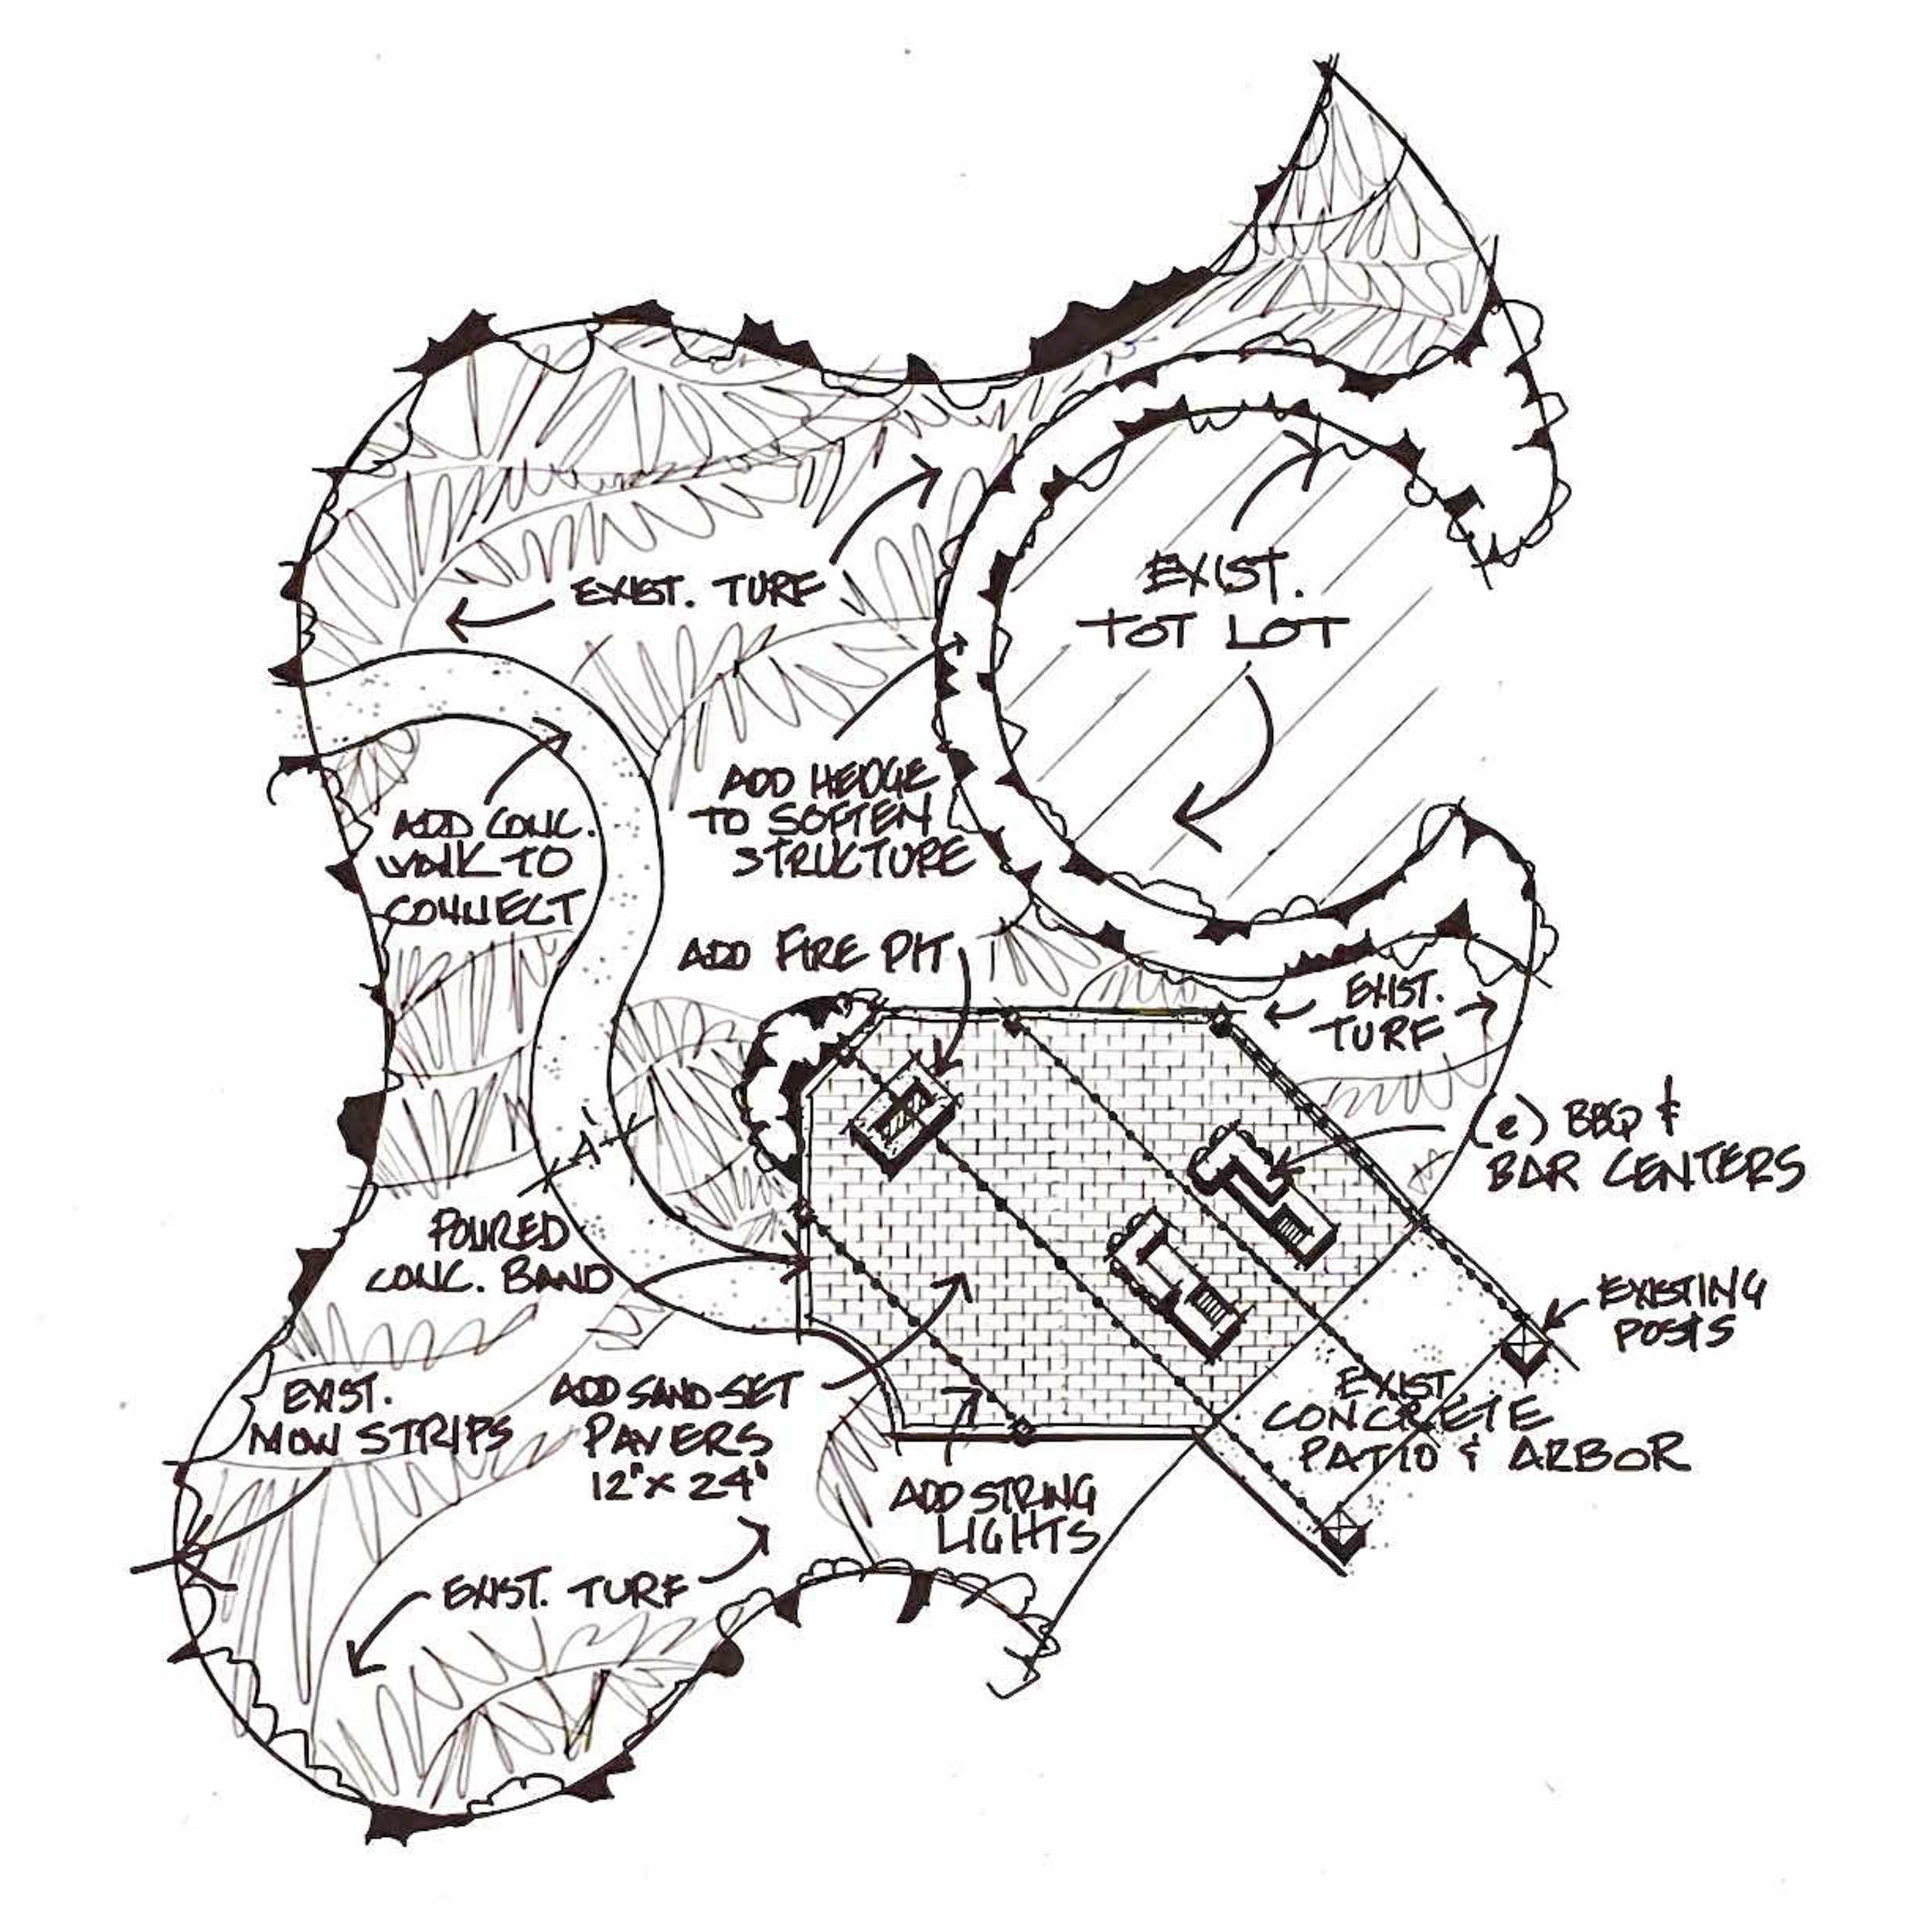 EXIST.
TOT LOT
EXIST. TURF
ADD HEDGE
TO SOFTEN
STRUCTURE
ADD CONC.
WALK TO
CONNECT
ADD FIRE PIT
EXIST.
TURF
(e) BBQ &
BAR CENTERS
4'
POURED
CONC. BAND
EXISTING
POSTS
EXIST.
MOW STRIPS
ADD SAND SET
PAVERS
12"x 24"
EXIST.
CONCRETE
PATIO & ARBOR
ADD STRING
LIGHTS
EXIST. TURF